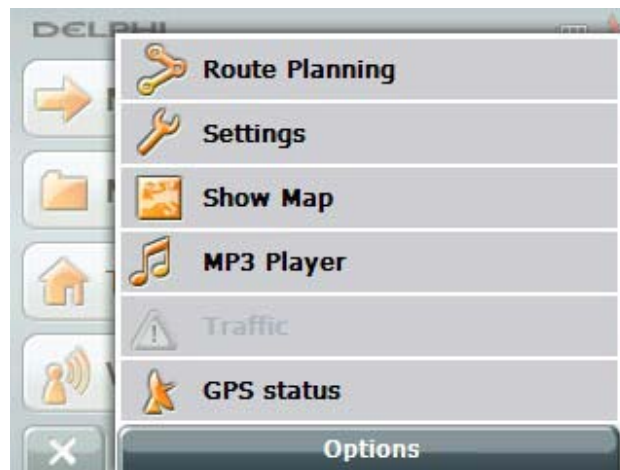 DELPHI
Route Planning
Settings
Show Map
MP3 Player
Traffic
GPS status
Options